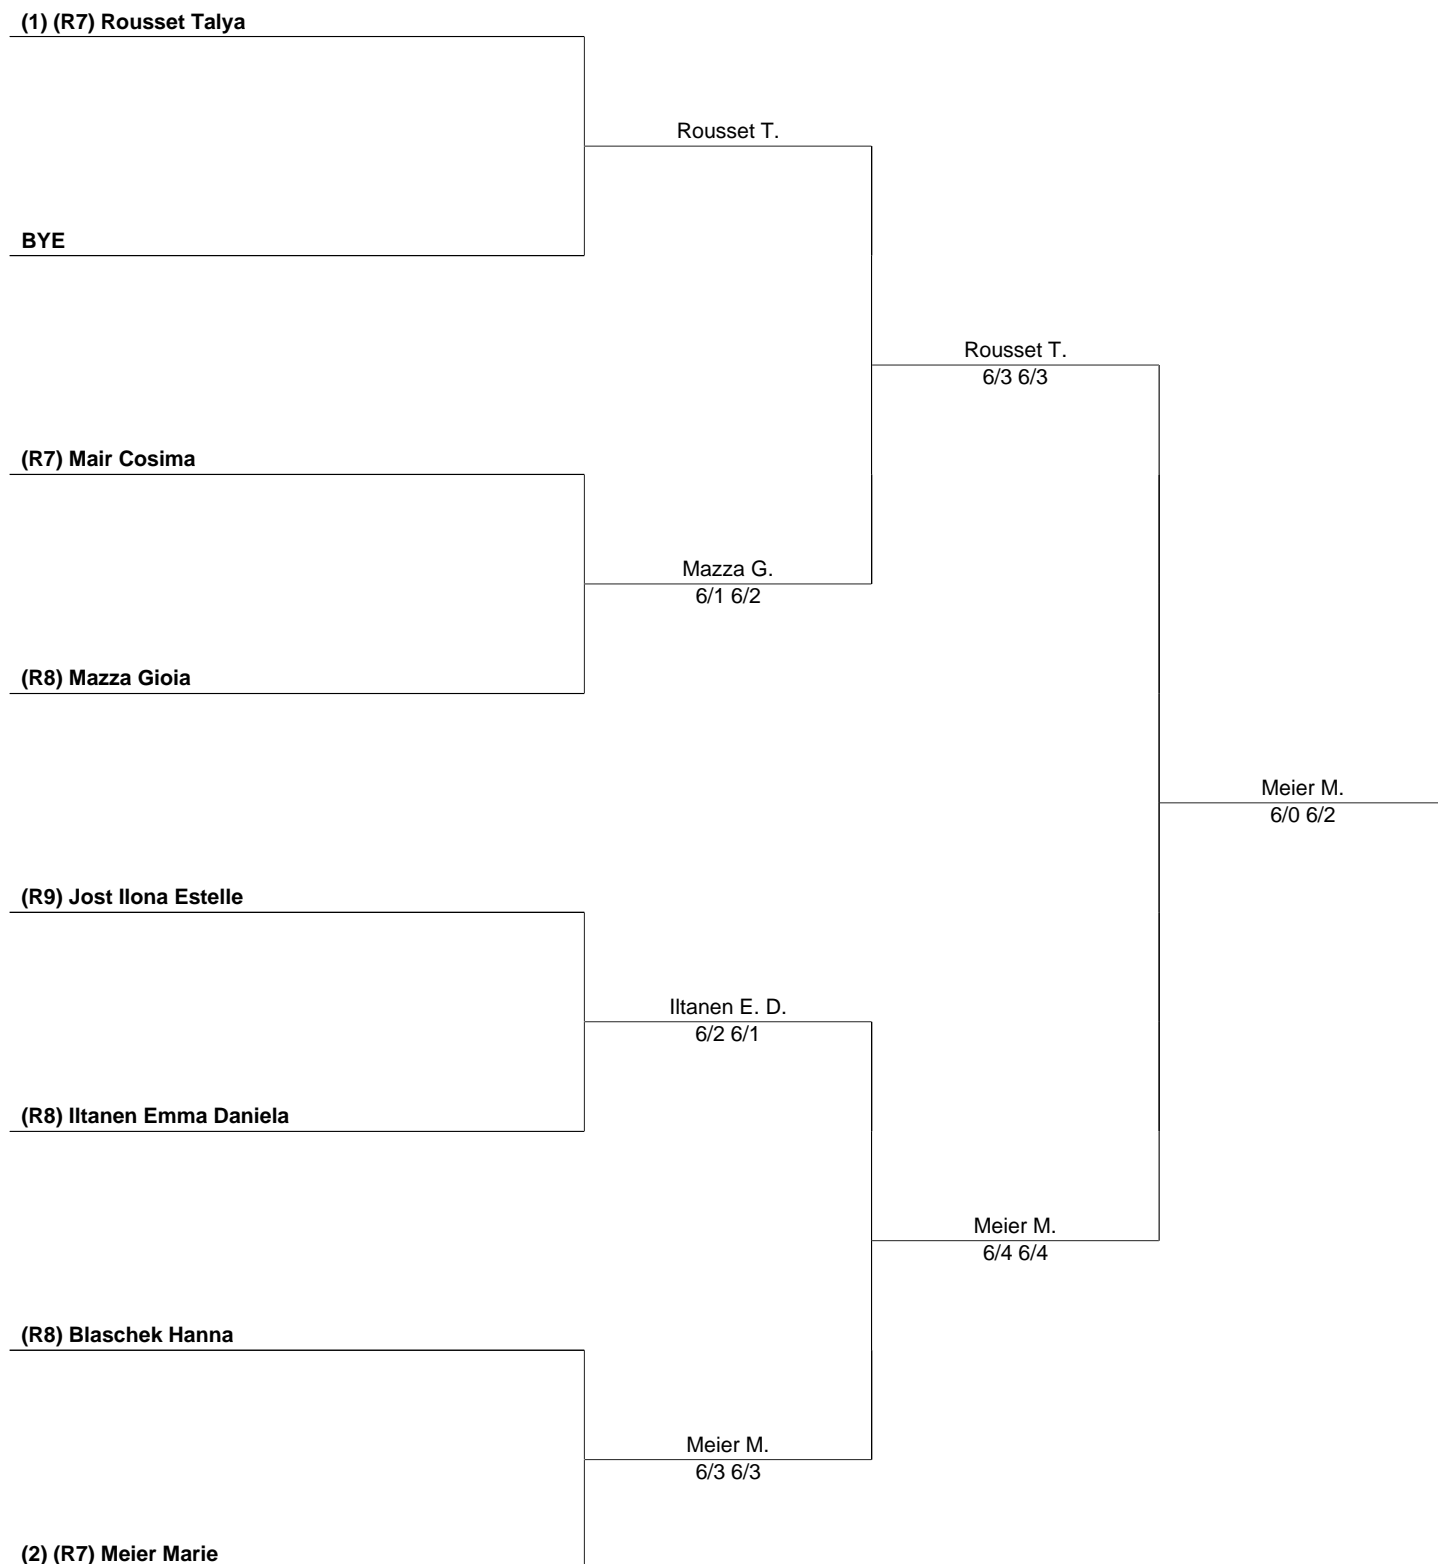 (1) (R7) Rousset Talya
Rousset T.
BYE
Rousset T.
6/3 6/3
(R7) Mair Cosima
Mazza G.
6/1 6/2
(R8) Mazza Gioia
Meier M.
6/0 6/2
(R9) Jost Ilona Estelle
Iltanen E. D.
6/2 6/1
(R8) Iltanen Emma Daniela
Meier M.
6/4 6/4
(R8) Blaschek Hanna
Meier M.
6/3 6/3
(2) (R7) Meier Marie